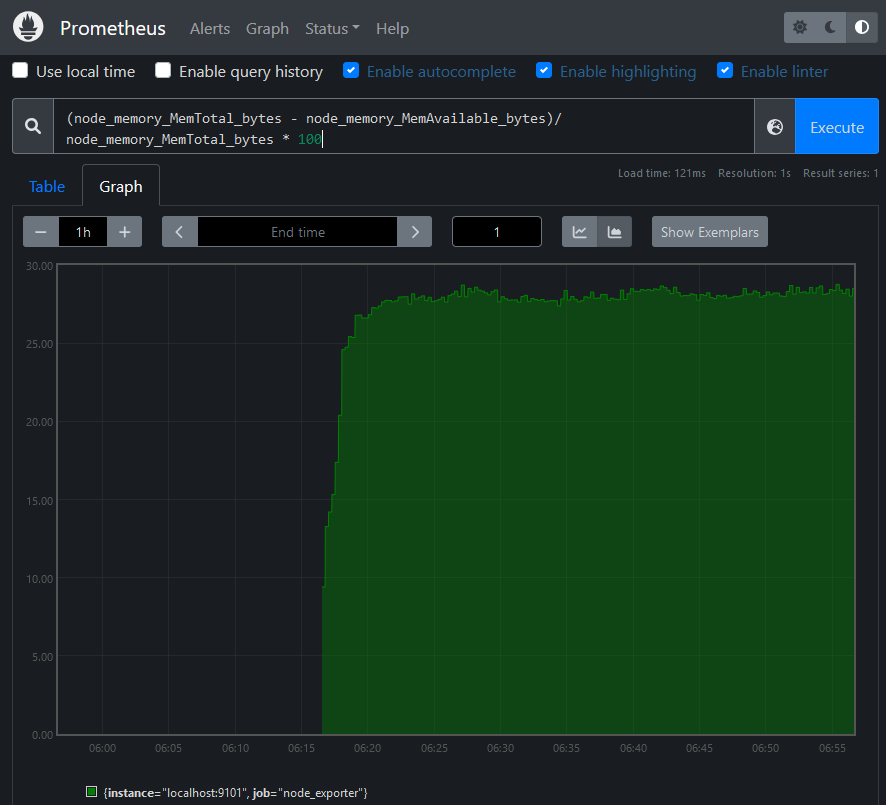 Prometheus Alerts Graph Status Help
Use local time Enable query history Enable autocomplete Enable highlighting Enable linter
(node_memory_MemTotal_bytes - node_memory_MemAvailable_bytes)/
node_memory_MemTotal_bytes * 100
Execute
Load time: 121ms Resolution: 1s Result series: 1
Table Graph
− 1h + End time 1 Show Exemplars
30.00
25.00
20.00
15.00
10.00
5.00
0.00
06:00 06:05 06:10 06:15 06:20 06:25 06:30 06:35 06:40 06:45 06:50 06:55
{instance="localhost:9101", job="node_exporter"}